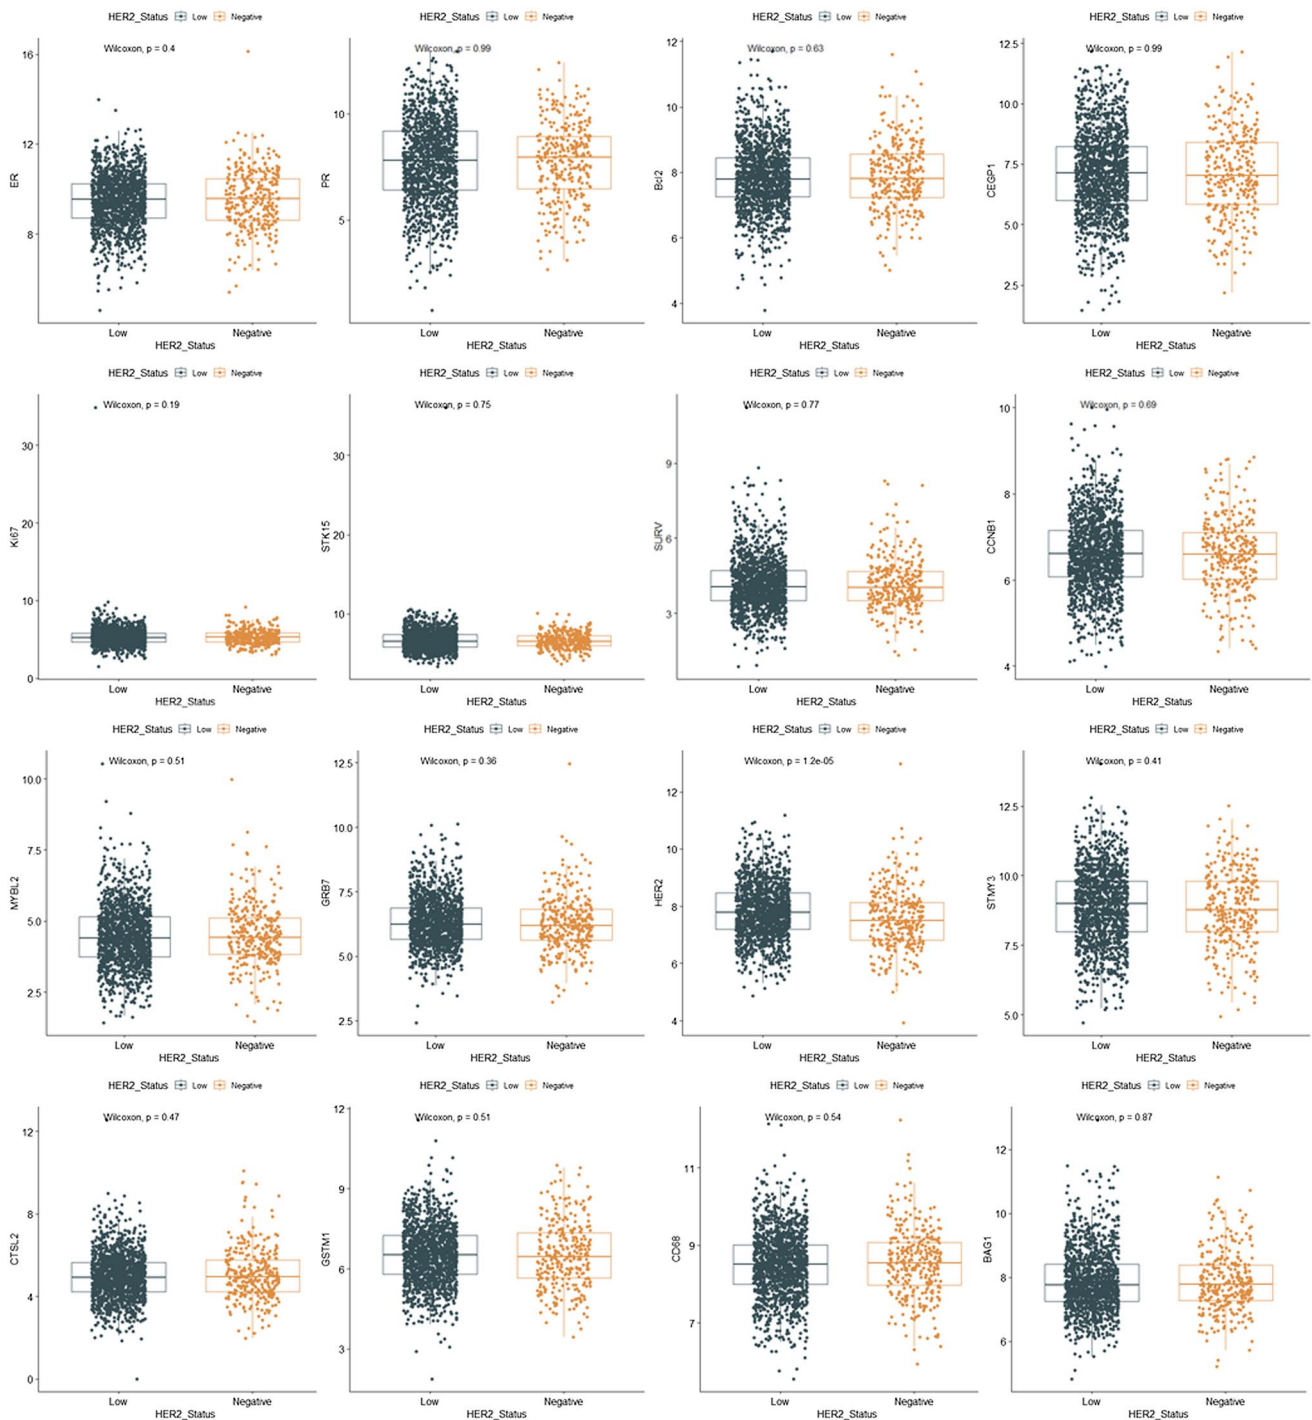 HER2_Status Low Negative
Wilcoxon, p = 0.4
16
12
8
ER
Low Negative
HER2_Status
HER2_Status Low Negative
Wilcoxon, p = 0.99
10
5
PR
Low Negative
HER2_Status
HER2_Status Low Negative
Wilcoxon, p = 0.63
12
10
8
6
4
Bcl2
Low Negative
HER2_Status
HER2_Status Low Negative
Wilcoxon, p = 0.99
12.5
10.0
7.5
5.0
2.5
CEGP1
Low Negative
HER2_Status
HER2_Status Low Negative
Wilcoxon, p = 0.19
30
20
10
0
Ki67
Low Negative
HER2_Status
HER2_Status Low Negative
Wilcoxon, p = 0.75
30
20
10
STK15
Low Negative
HER2_Status
HER2_Status Low Negative
Wilcoxon, p = 0.77
9
6
3
SURV
Low Negative
HER2_Status
HER2_Status Low Negative
Wilcoxon, p = 0.69
10
8
6
4
CCNB1
Low Negative
HER2_Status
HER2_Status Low Negative
Wilcoxon, p = 0.51
10.0
7.5
5.0
2.5
MYBL2
Low Negative
HER2_Status
HER2_Status Low Negative
Wilcoxon, p = 0.36
12.5
10.0
7.5
5.0
2.5
GRB7
Low Negative
HER2_Status
HER2_Status Low Negative
Wilcoxon, p = 1.2e-05
12
10
8
6
4
HER2
Low Negative
HER2_Status
HER2_Status Low Negative
Wilcoxon, p = 0.41
12.5
10.0
7.5
5.0
STMY3
Low Negative
HER2_Status
HER2_Status Low Negative
Wilcoxon, p = 0.47
12
8
4
0
CTSL2
Low Negative
HER2_Status
HER2_Status Low Negative
Wilcoxon, p = 0.51
12
9
6
3
GSTM1
Low Negative
HER2_Status
HER2_Status Low Negative
Wilcoxon, p = 0.54
11
9
7
CD68
Low Negative
HER2_Status
HER2_Status Low Negative
Wilcoxon, p = 0.87
12
10
8
6
BAG1
Low Negative
HER2_Status